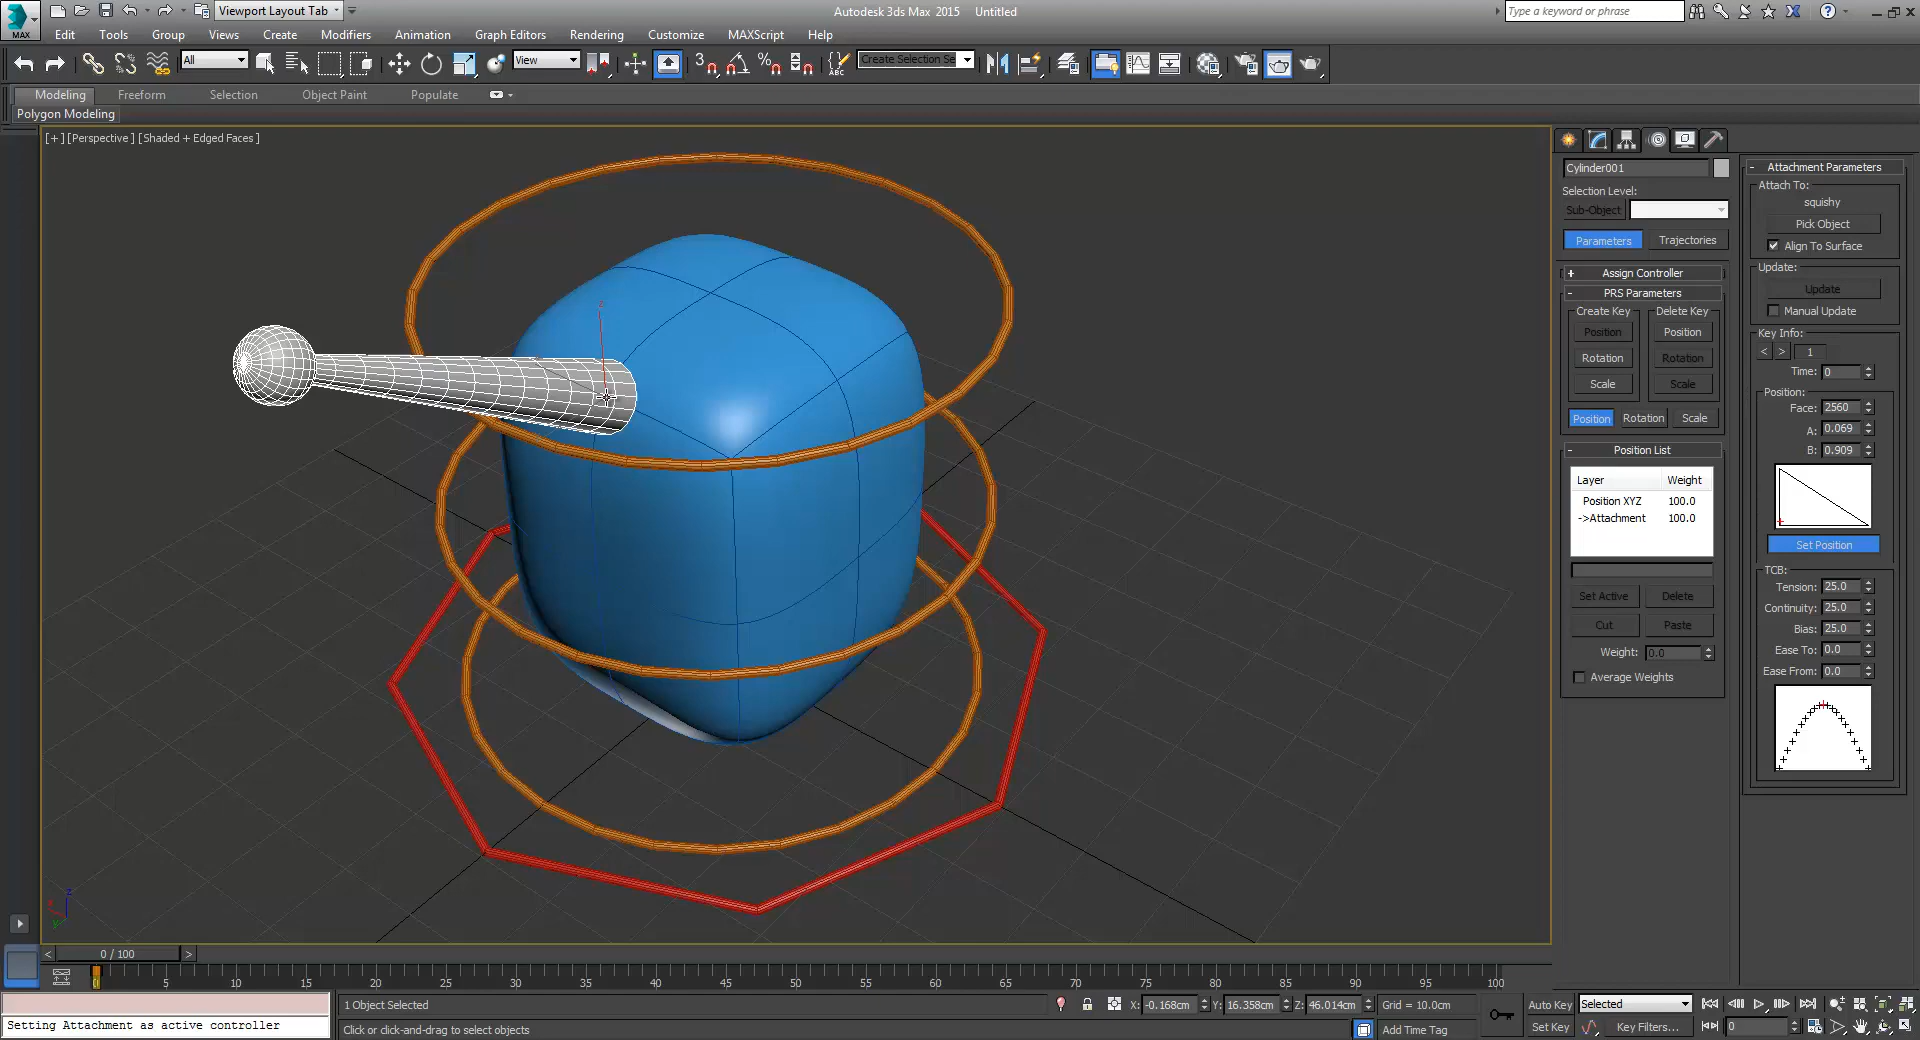 Viewport Layout Tab
Autodesk 3ds Max 2015 Untitled
Type a keyword or phrase
MAX
Edit Tools Group Views Create Modifiers Animation Graph Editors Rendering Customize MAXScript Help
All
View
3
ABC
Create Selection Se
Modeling Freeform Selection Object Paint Populate
Polygon Modeling
[+][Perspective][Shaded + Edged Faces]
Cylinder001
Selection Level:
Sub-Object
Parameters Trajectories
+ Assign Controller
- PRS Parameters
Create Key Delete Key
Position Position
Rotation Rotation
Scale Scale
Position Rotation Scale
- Position List
Layer Weight
Position XYZ 100.0
->Attachment 100.0
Set Active Delete
Cut Paste
Weight: 0.0
Average Weights
- Attachment Parameters
Attach To:
squishy
Pick Object
Align To Surface
Update:
Update
Manual Update
Key Info:
< > 1
Time: 0
Position:
Face: 2560
A: 0.069
B: 0.909
Set Position
TCB:
Tension: 25.0
Continuity: 25.0
Bias: 25.0
Ease To: 0.0
Ease From: 0.0
z
z
x
y
< 0 / 100 >
0 5 10 15 20 25 30 35 40 45 50 55 60 65 70 75 80 85 90 95 100
Setting Attachment as active controller
1 Object Selected
Click or click-and-drag to select objects
X: -0.168cm Y: 16.358cm Z: 46.014cm Grid = 10.0cm
Add Time Tag
Auto Key Selected
Set Key Key Filters... 0